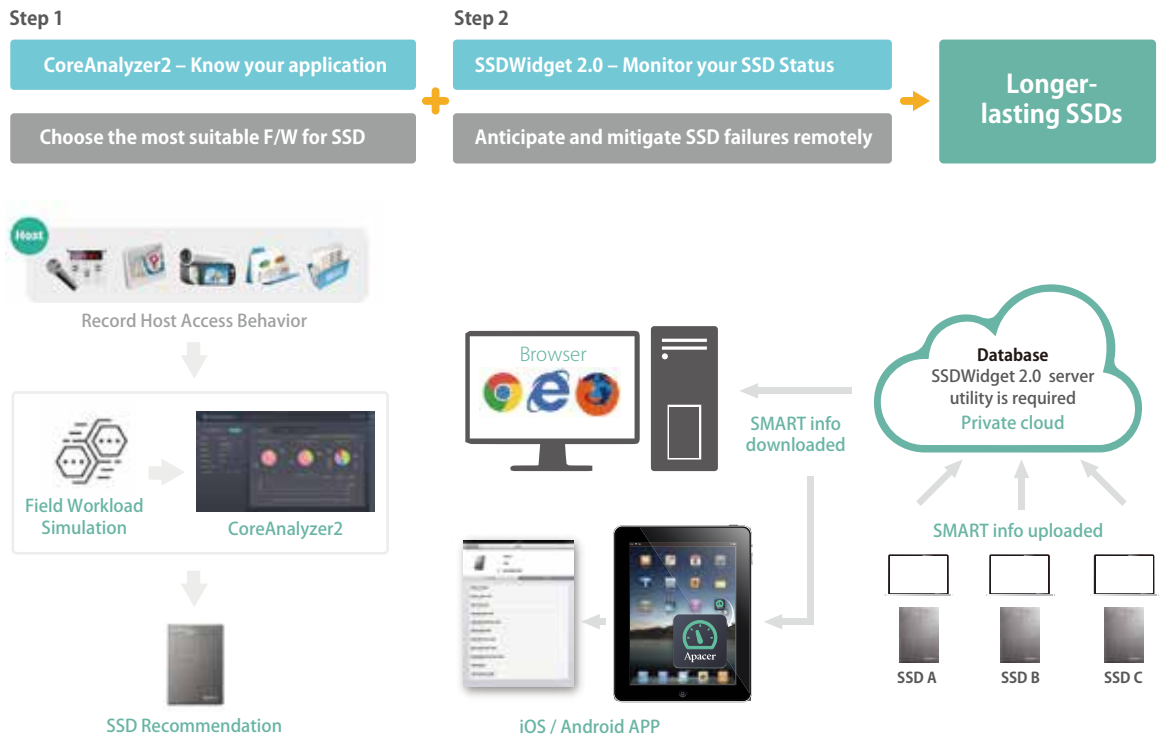 Step 1
Step 2
CoreAnalyzer2 – Know your application
SSDWidget 2.0 – Monitor your SSD Status
Longer-
lasting SSDs
Choose the most suitable F/W for SSD
Anticipate and mitigate SSD failures remotely
Host
Record Host Access Behavior
Field Workload
Simulation
CoreAnalyzer2
SSD Recommendation
Browser
SMART info
downloaded
Database
SSDWidget 2.0 server
utility is required
Private cloud
SMART info uploaded
SSD A
SSD B
SSD C
Apacer
iOS / Android APP